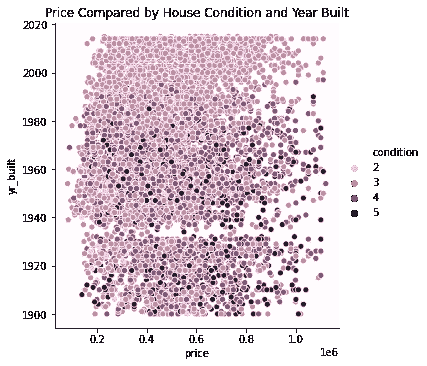 Price Compared by House Condition and Year Built
2020
2000
1980
1960
1940
1920
1900
yr_built
0.2 0.4 0.6 0.8 1.0
1e6
price
condition
2
3
4
5